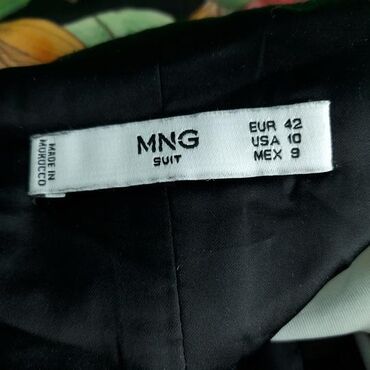 MADE IN
MOROCCO
MNG
SUIT
EUR 42
USA 10
MEX 9